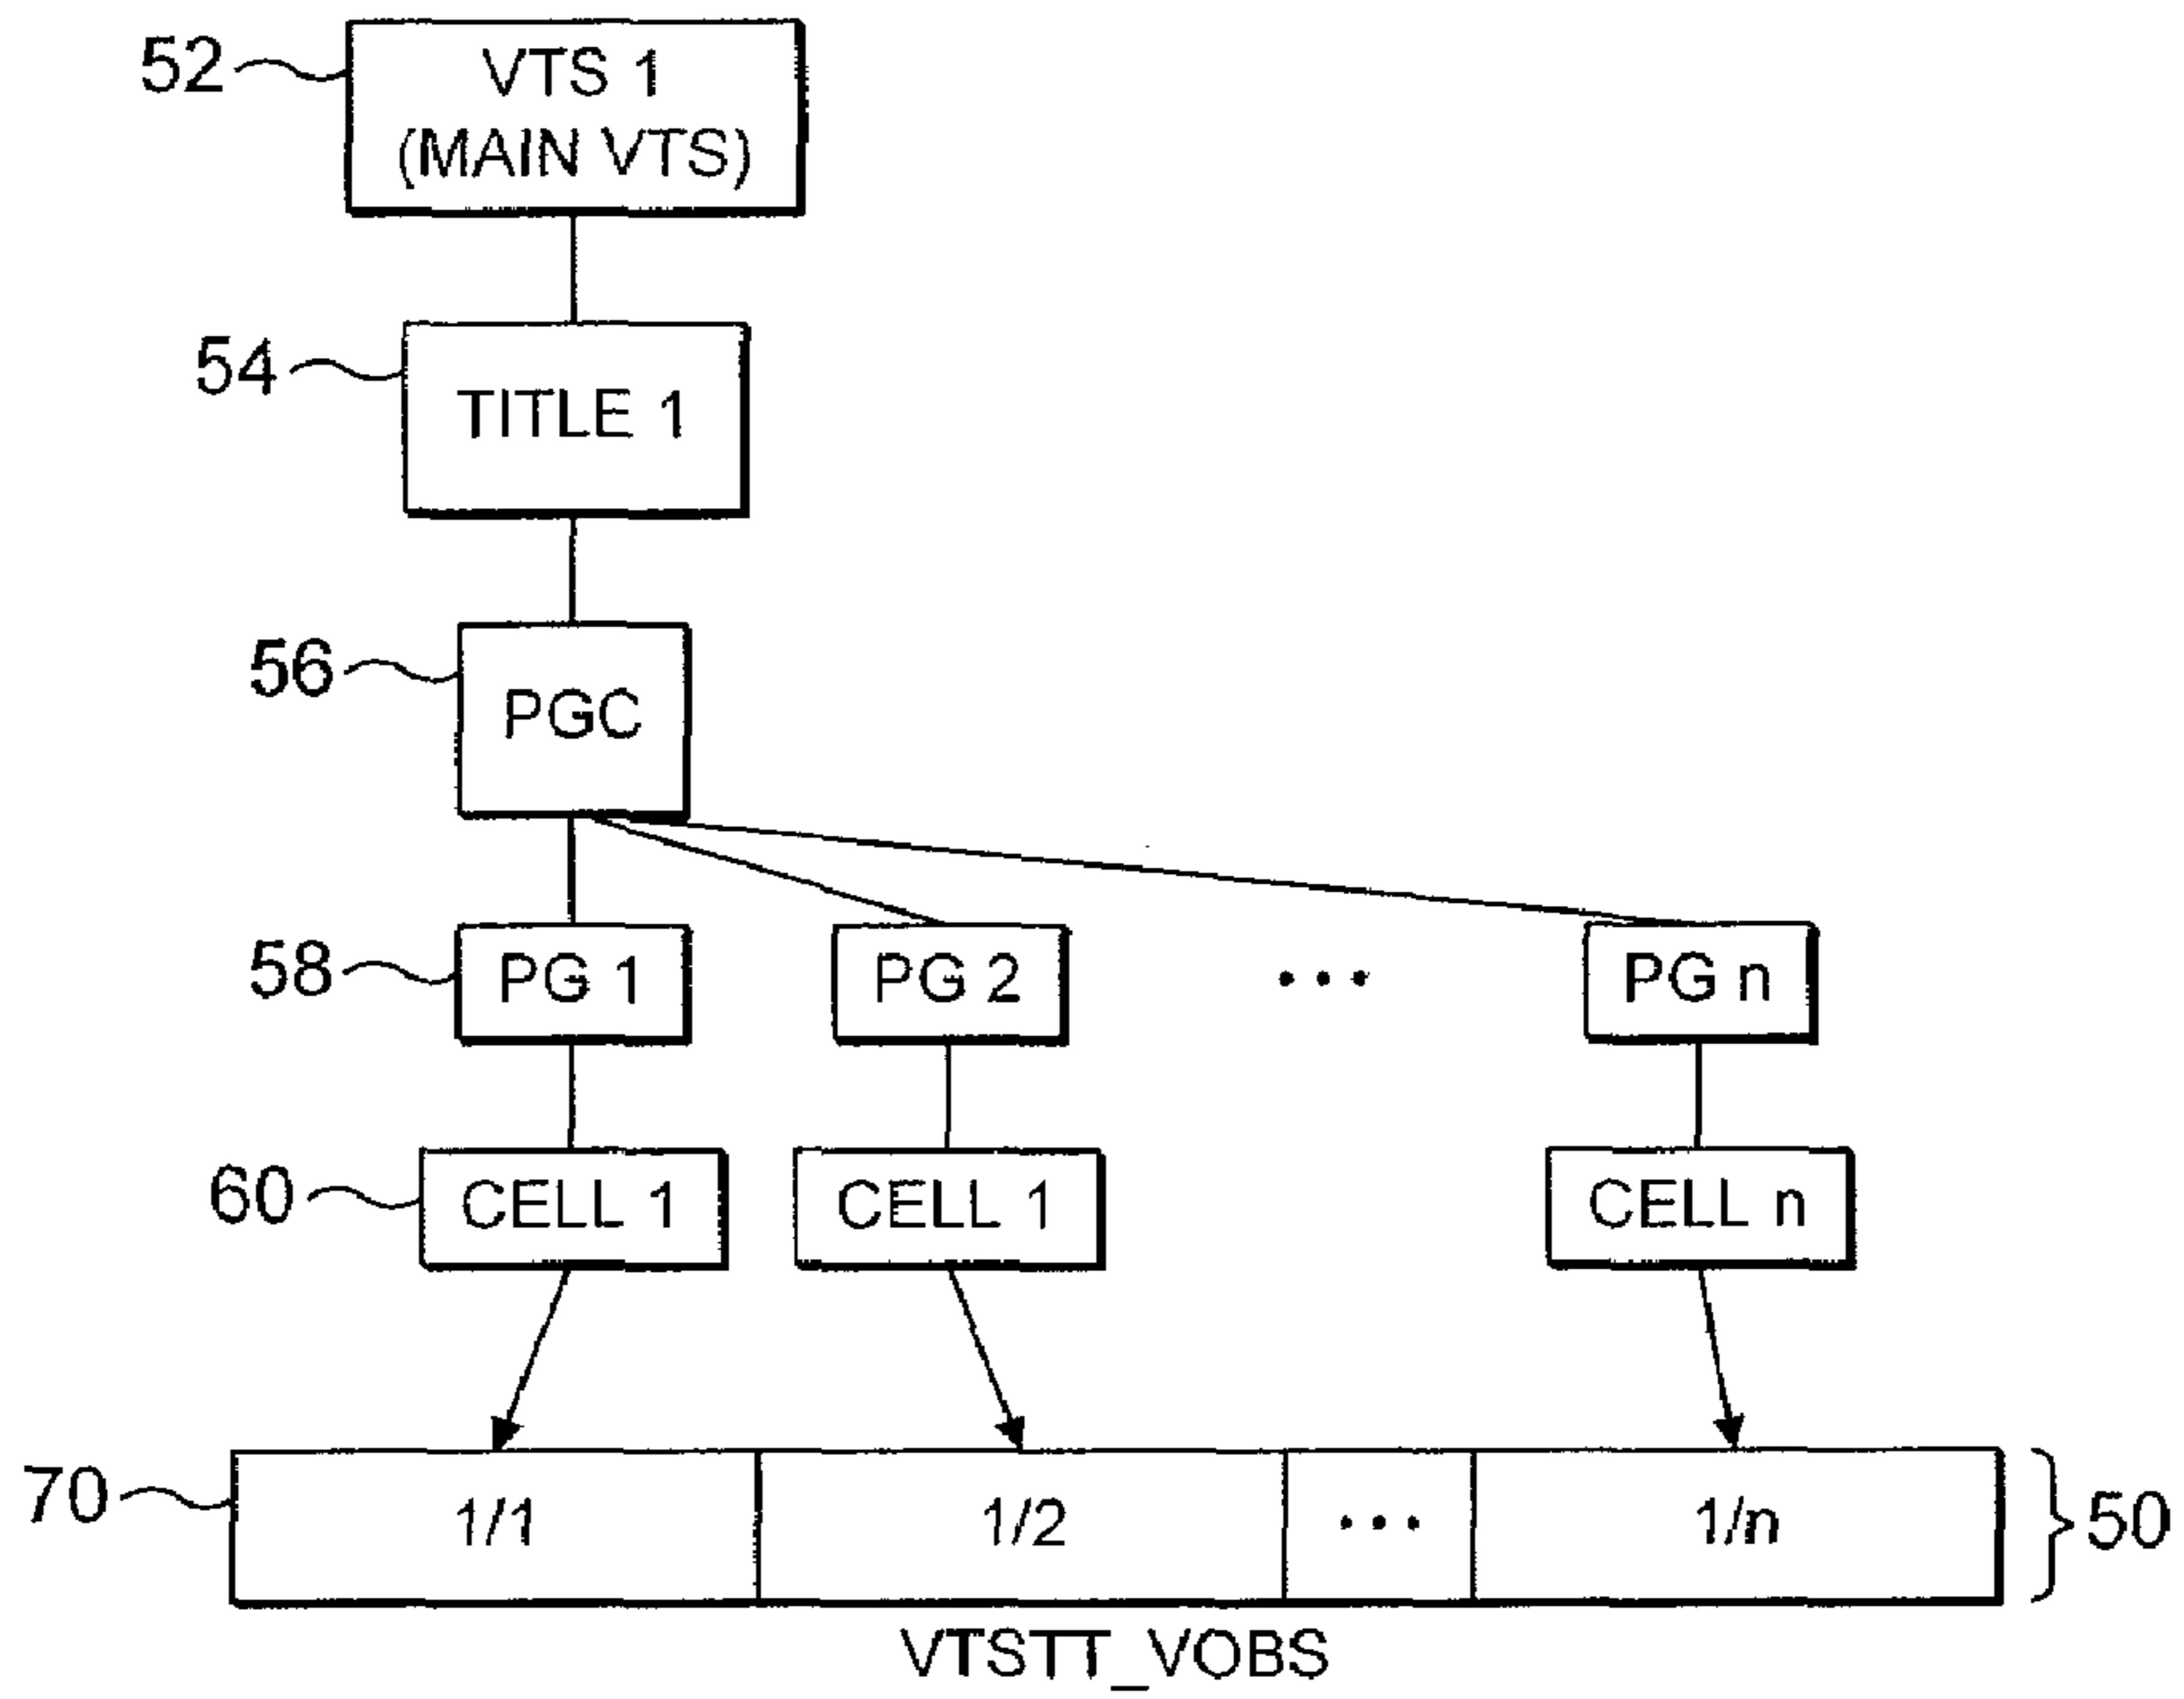 52
VTS 1
(MAIN VTS)
54
TITLE 1
56
PGC
58
PG 1
PG 2
...
PG n
60
CELL 1
CELL 1
CELL n
70
1/1
1/2
...
1/n
50
VTSTT_VOBS